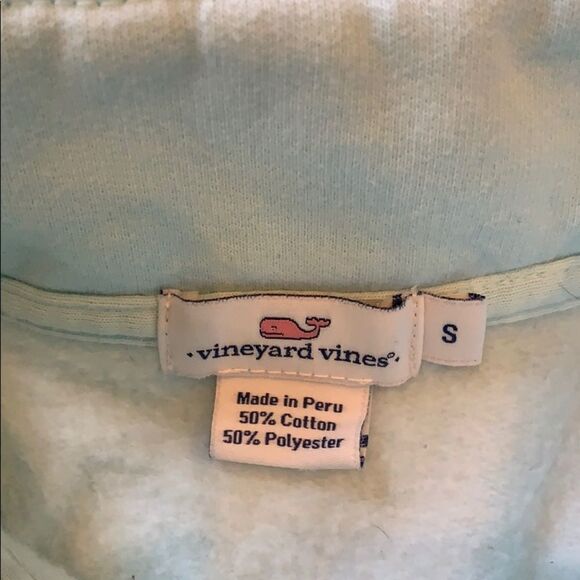 ·vineyard vines®·
S
Made in Peru
50% Cotton
50% Polyester